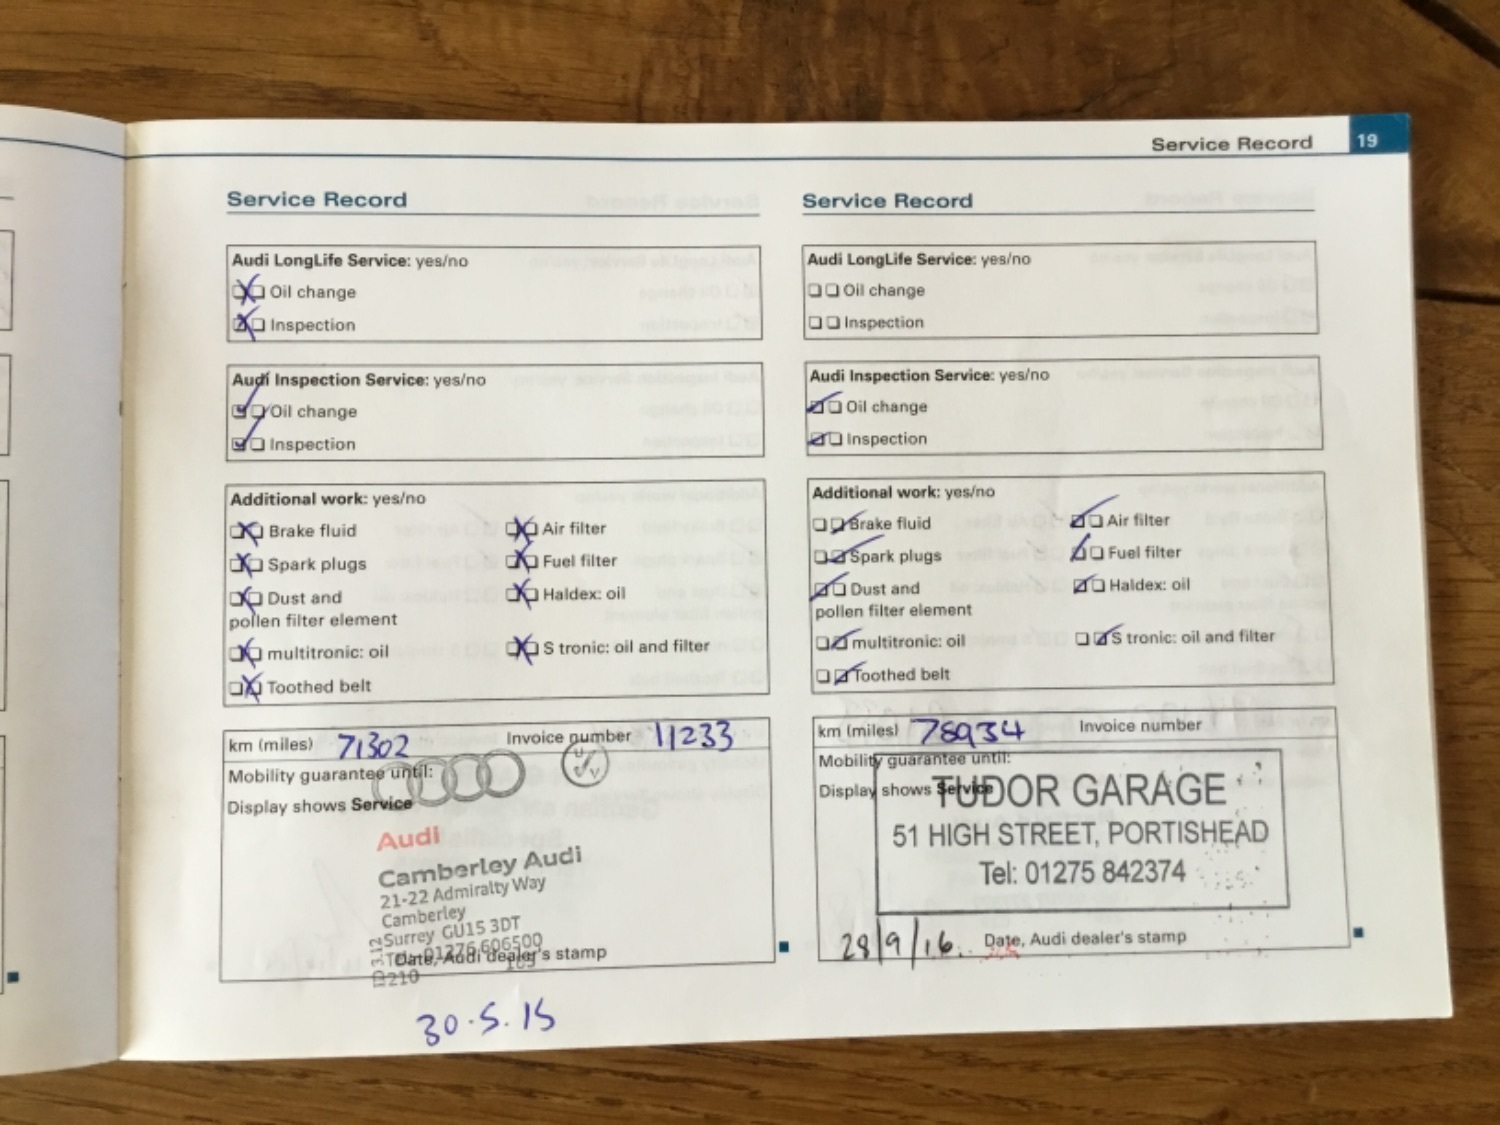 Service Record 19
Service Record
Audi LongLife Service: yes/no
Oil change
Inspection
Audi Inspection Service: yes/no
Oil change
Inspection
Additional work: yes/no
Brake fluid
Air filter
Spark plugs
Fuel filter
Dust and
pollen filter element
Haldex: oil
multitronic: oil
S tronic: oil and filter
Toothed belt
km (miles) 71302 Invoice number 11233
Mobility guarantee until:
Display shows Service
Audi
Camberley Audi
21-22 Admiralty Way
Camberley
Surrey GU15 3DT
Tel: 01276 606500
Date, Audi dealer's stamp
210
30.5.15
Service Record
Audi LongLife Service: yes/no
Oil change
Inspection
Audi Inspection Service: yes/no
Oil change
Inspection
Additional work: yes/no
Brake fluid
Air filter
Spark plugs
Fuel filter
Dust and
pollen filter element
Haldex: oil
multitronic: oil
S tronic: oil and filter
Toothed belt
km (miles) 78934 Invoice number
Mobility guarantee until:
Display shows Service
TUDOR GARAGE
51 HIGH STREET, PORTISHEAD
Tel: 01275 842374
28/9/16.
Date, Audi dealer's stamp